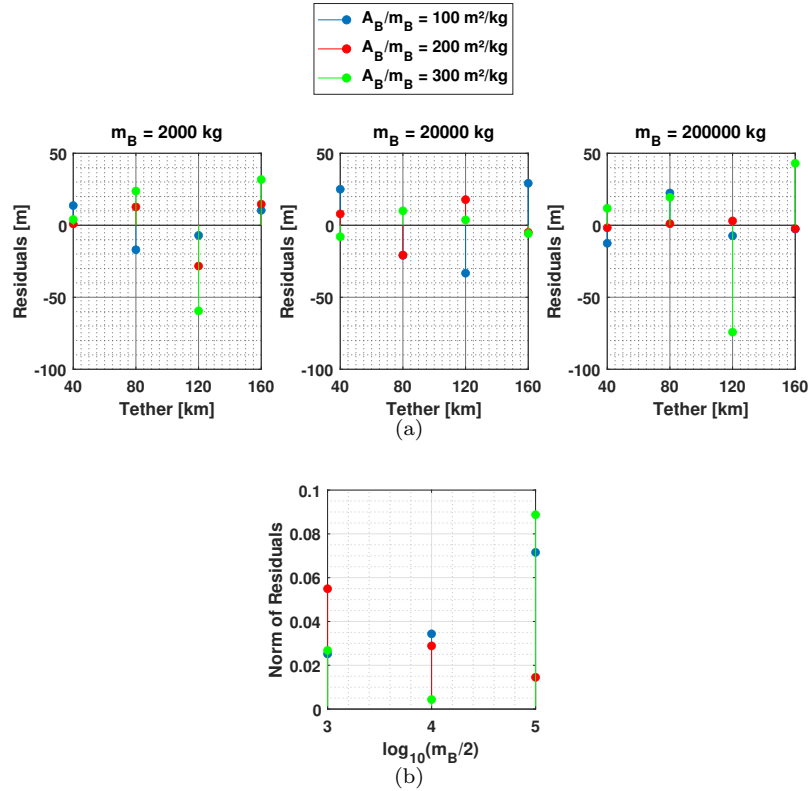 A_B/m_B = 100 m²/kg
A_B/m_B = 200 m²/kg
A_B/m_B = 300 m²/kg
m_B = 2000 kg
m_B = 20000 kg
m_B = 200000 kg
50
0
-50
-100
Residuals [m]
40 80 120 160
Tether [km]
50
0
-50
-100
Residuals [m]
40 80 120 160
Tether [km]
50
0
-50
-100
Residuals [m]
40 80 120 160
Tether [km]
(a)
0.1
0.08
0.06
0.04
0.02
0
Norm of Residuals
3 4 5
log_10(m_B/2)
(b)